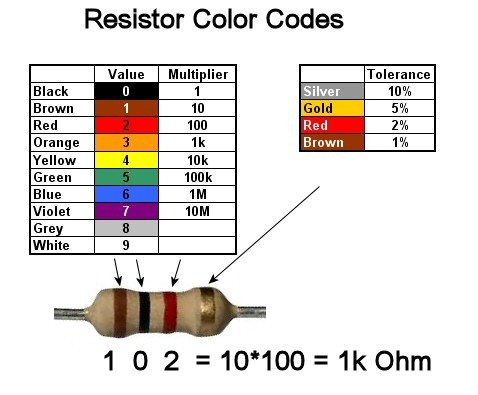 Resistor Color Codes
Value Multiplier
Black 0 1
Brown 1 10
Red 2 100
Orange 3 1k
Yellow 4 10k
Green 5 100k
Blue 6 1M
Violet 7 10M
Grey 8
White 9
Tolerance
Silver 10%
Gold 5%
Red 2%
Brown 1%
1 0 2 = 10*100 = 1k Ohm